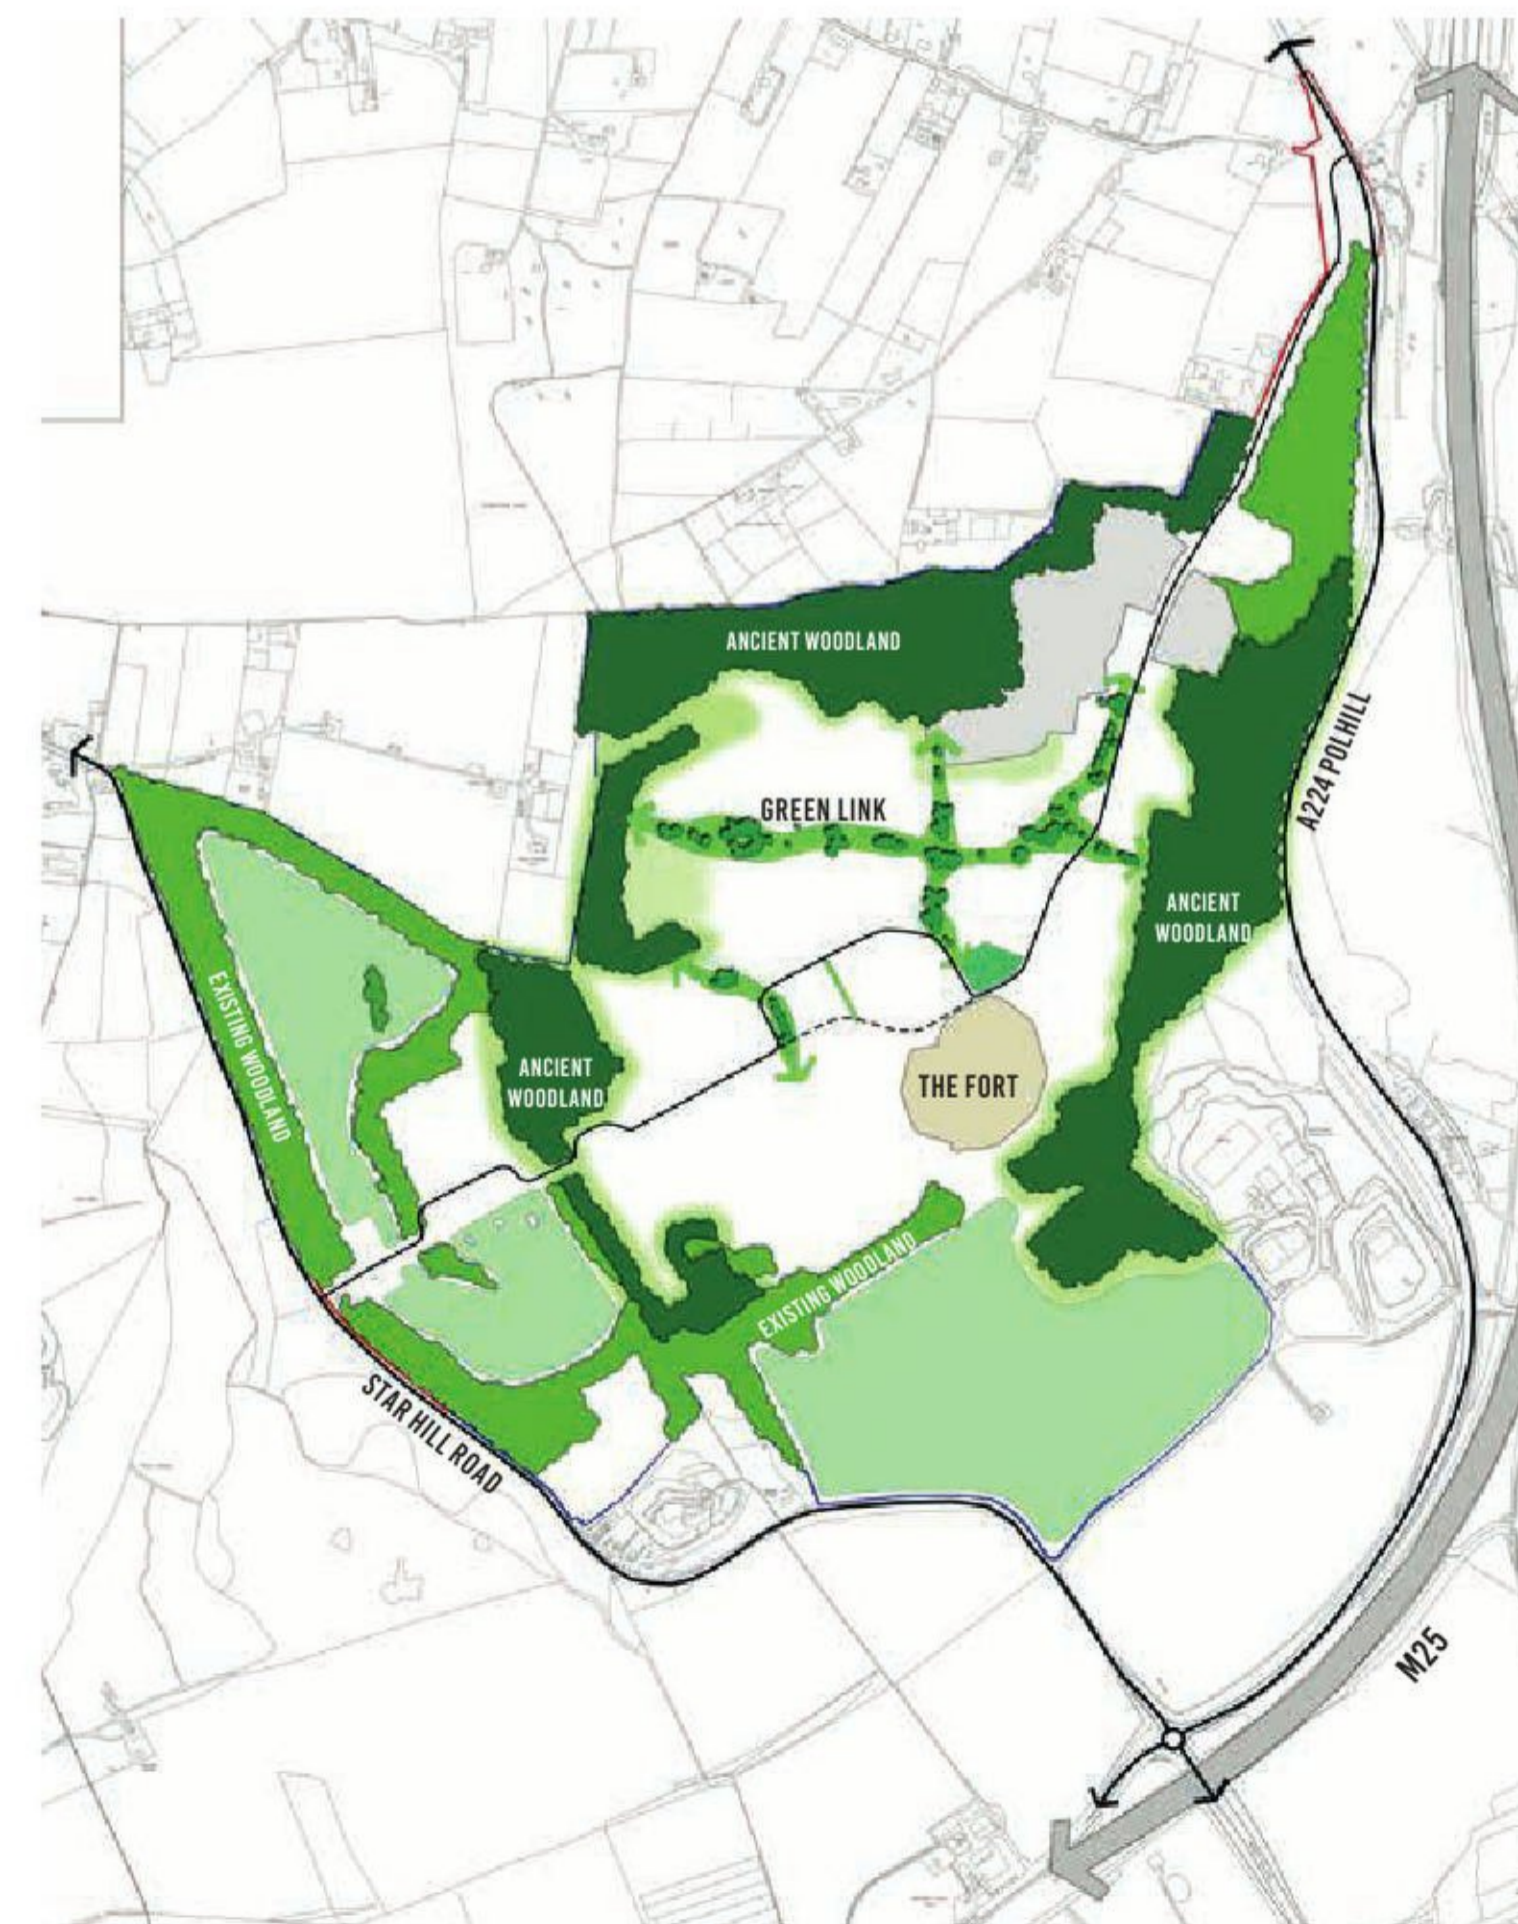 ANCIENT WOODLAND
GREEN LINK
A224 POLHILL
ANCIENT
WOODLAND
EXISTING WOODLAND
ANCIENT
WOODLAND
THE FORT
EXISTING WOODLAND
STAR HILL ROAD
M25